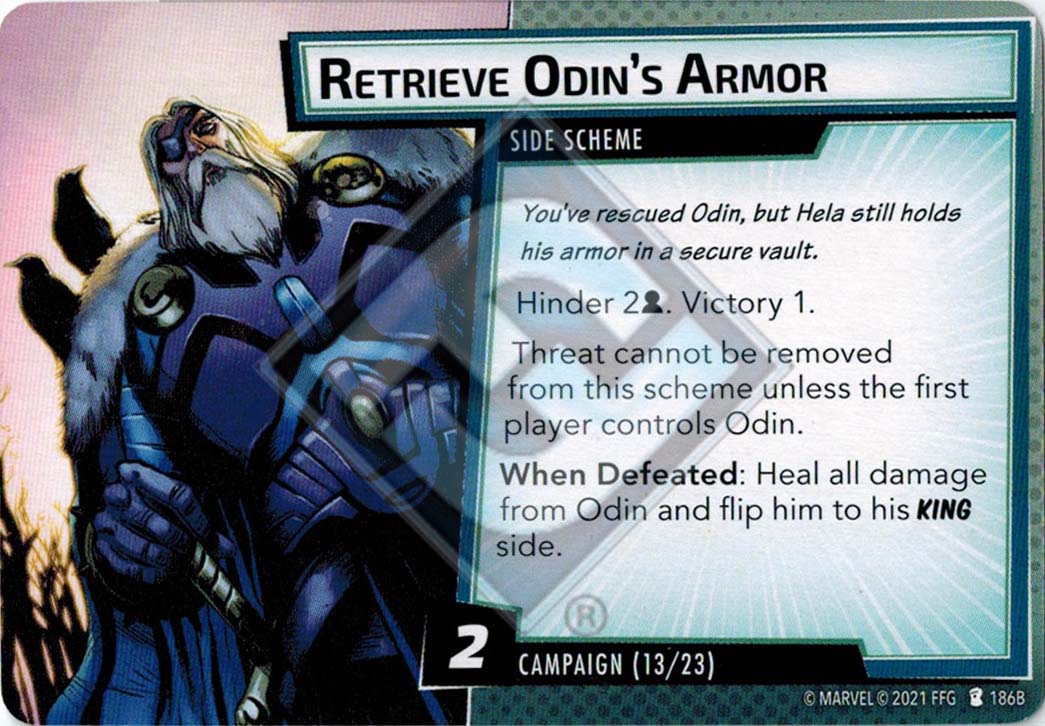 RETRIEVE ODIN'S ARMOR
SIDE SCHEME
You've rescued Odin, but Hela still holds
his armor in a secure vault.
Hinder 2. Victory 1.
Threat cannot be removed
from this scheme unless the first
player controls Odin.
When Defeated: Heal all damage
from Odin and flip him to his KING
side.
2
CAMPAIGN (13/23)
® 
© MARVEL © 2021 FFG 186B